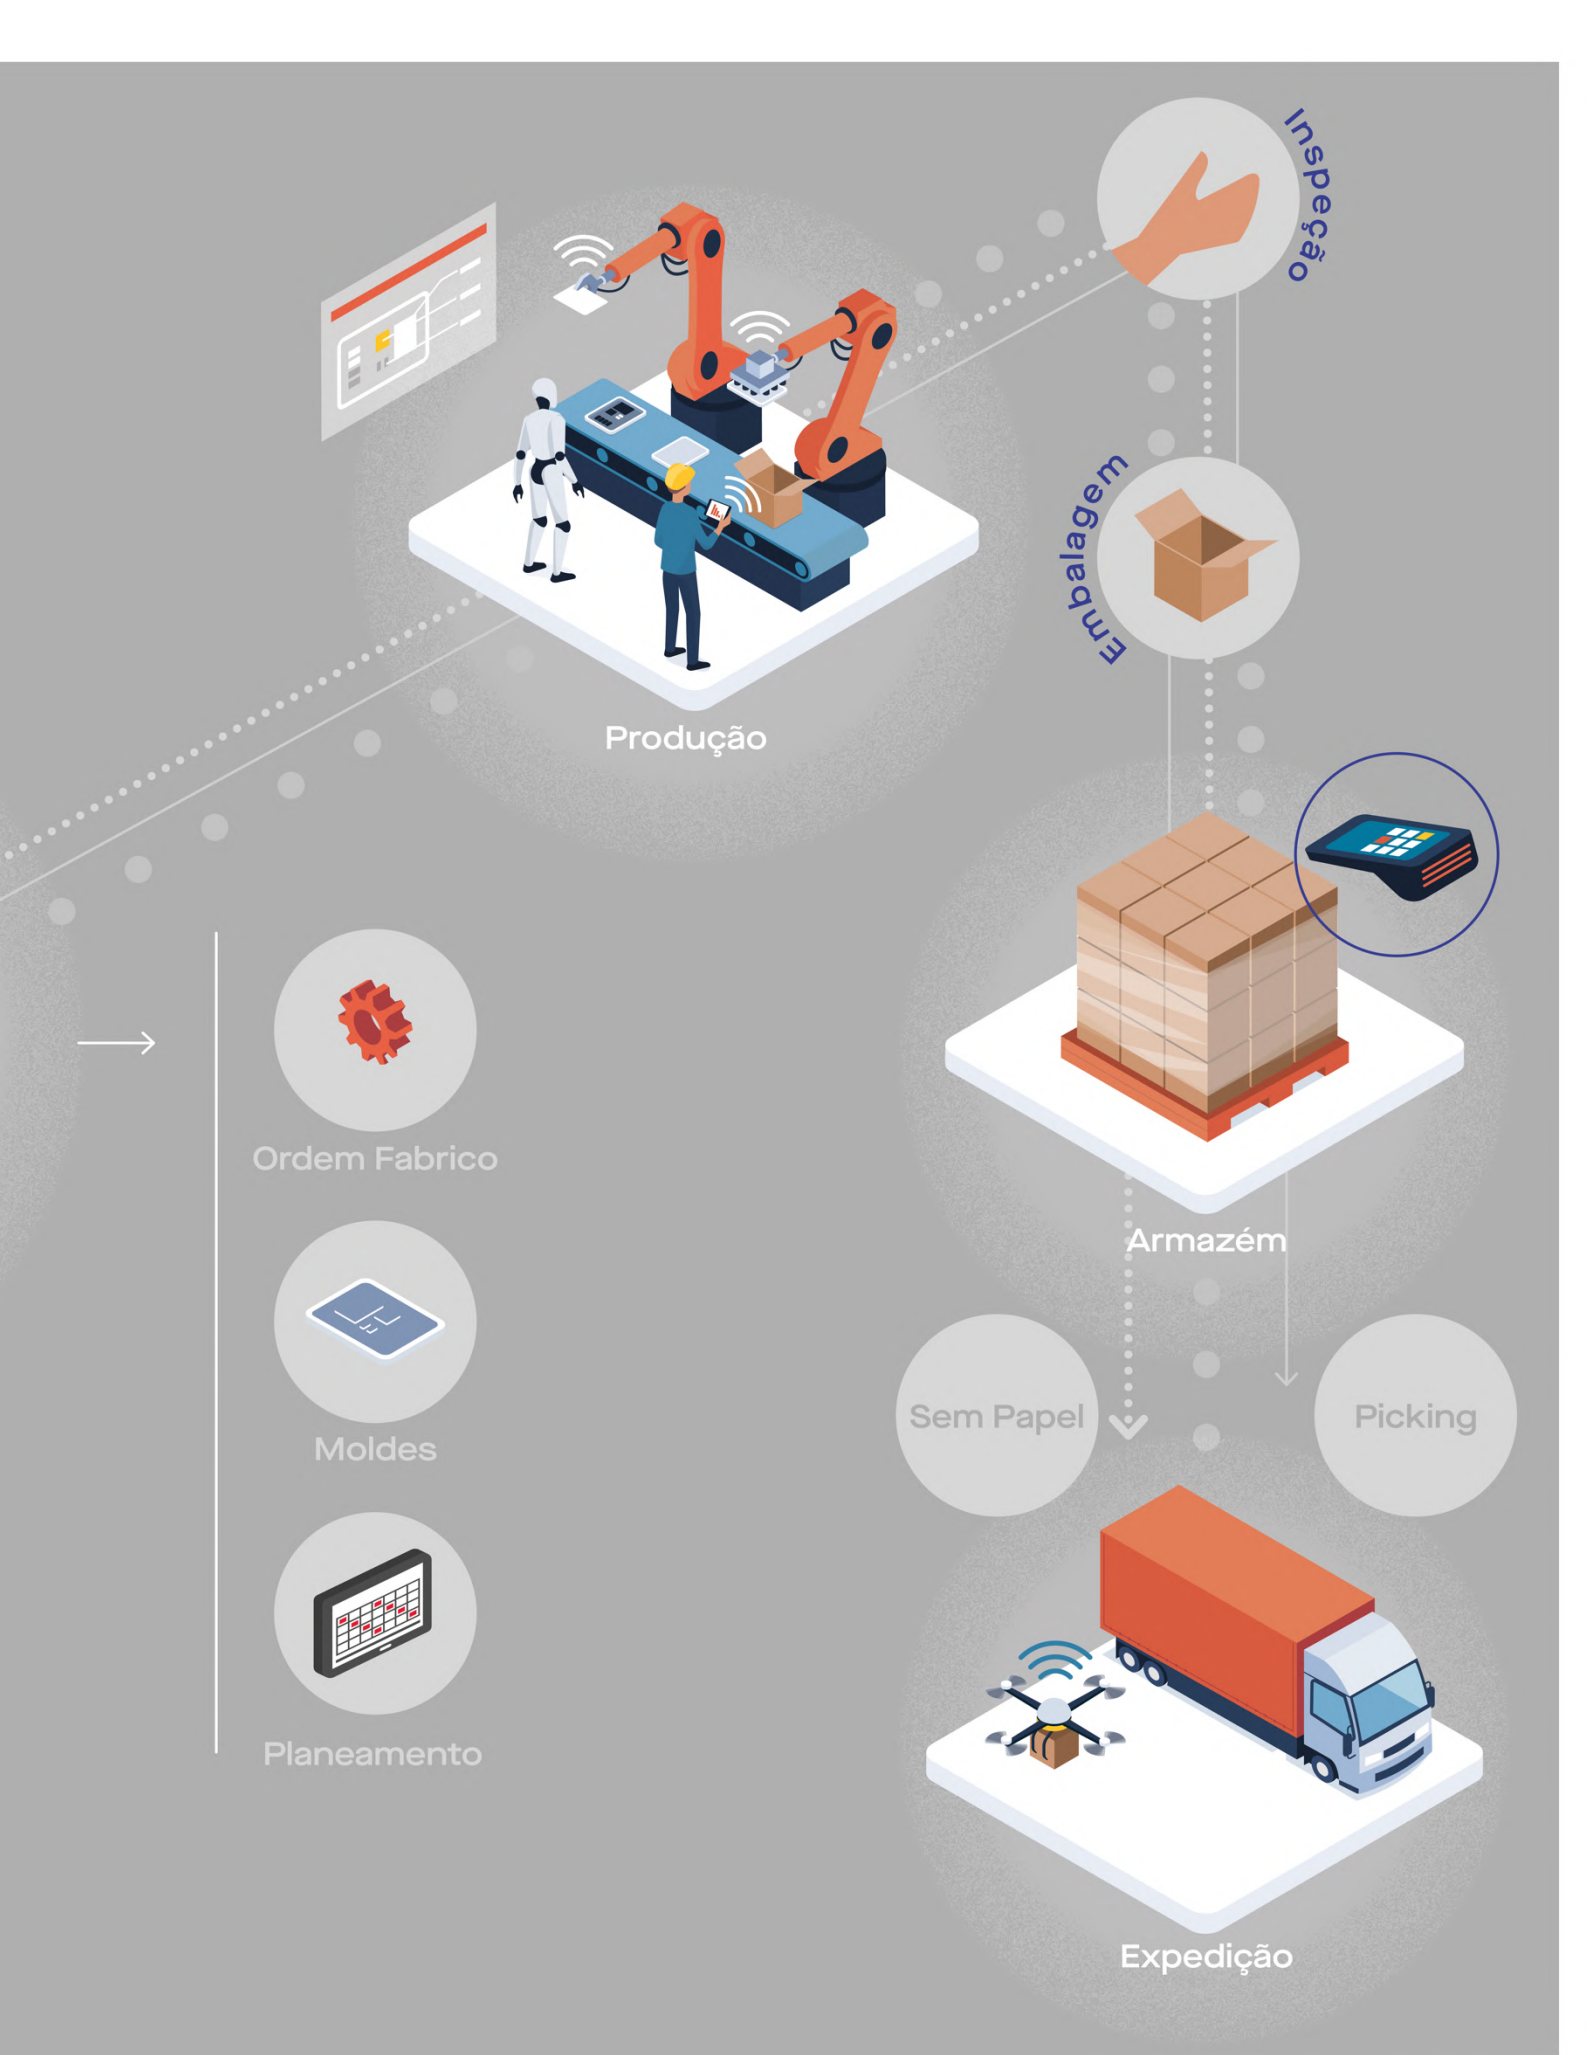 Inspeção
Embalagem
Produção
Ordem Fabrico
Moldes
Planeamento
Armazém
Sem Papel
Picking
Expedição